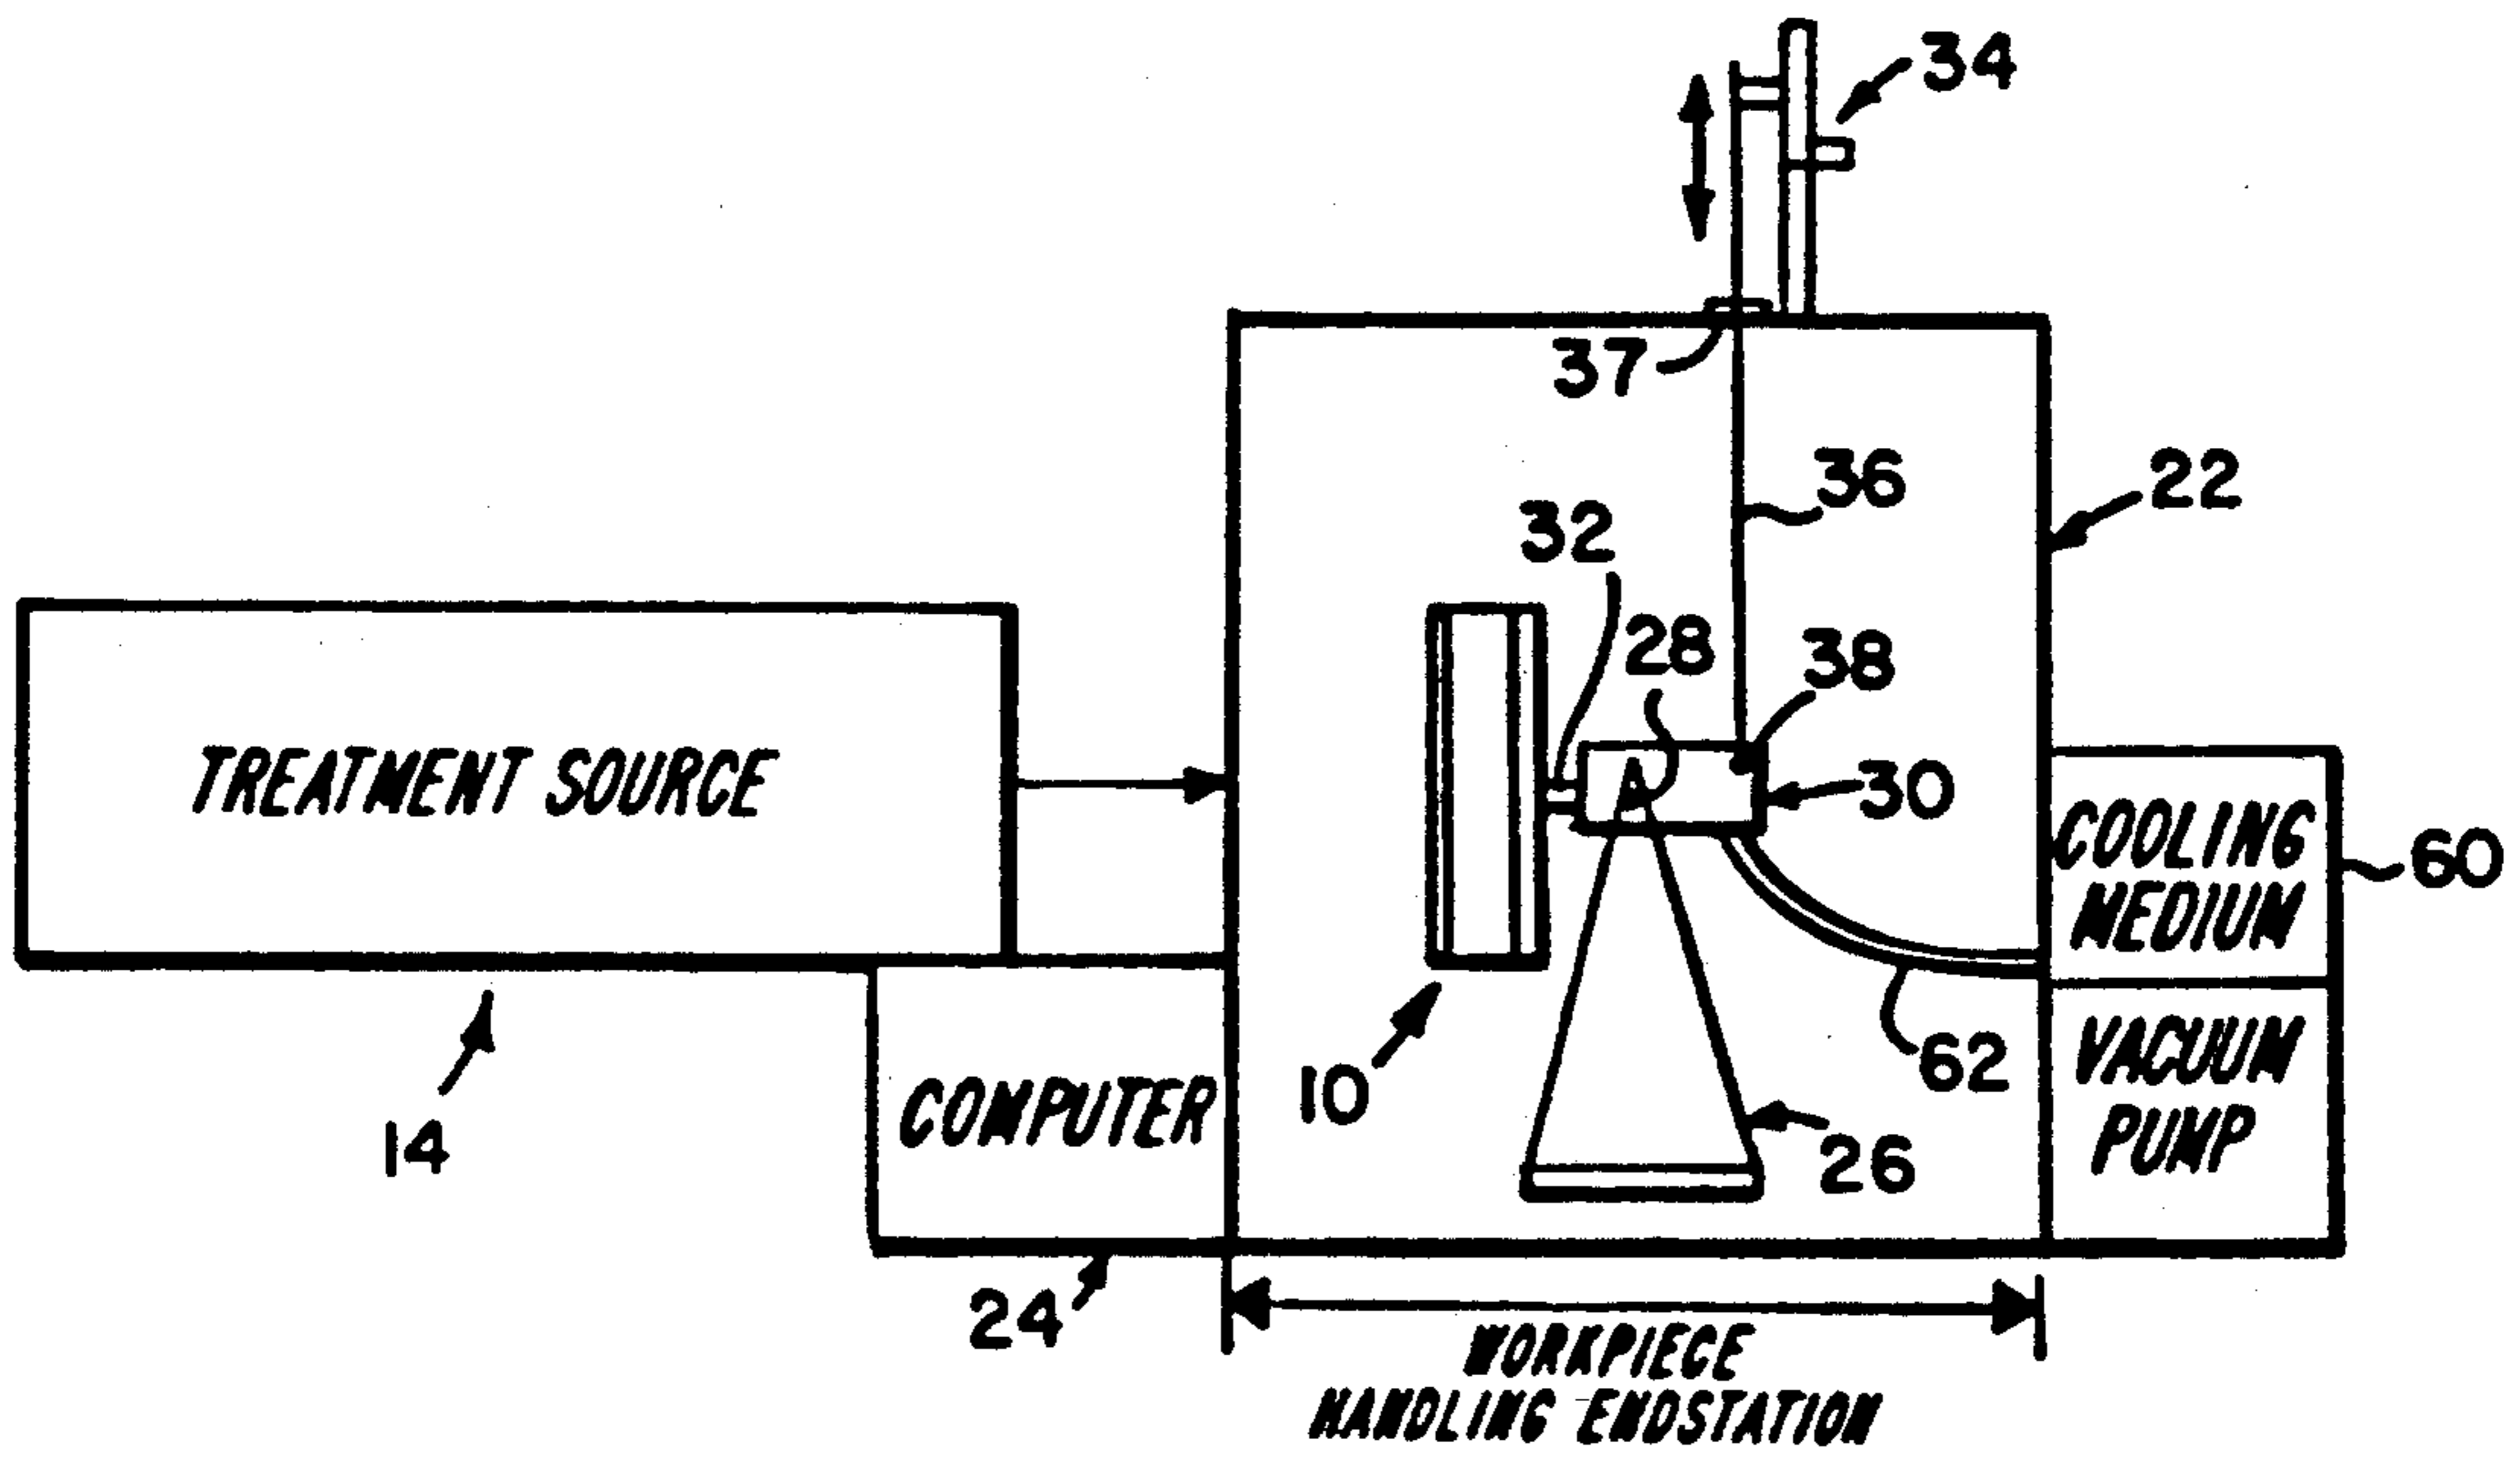 34
37
36
22
32
28
38
TREATMENT SOURCE
30
COOLING
MEDIUM
60
10
62
VACUUM
PUMP
COMPUTER
14
26
24
WORKPIECE
HANDLING ENDSTATION